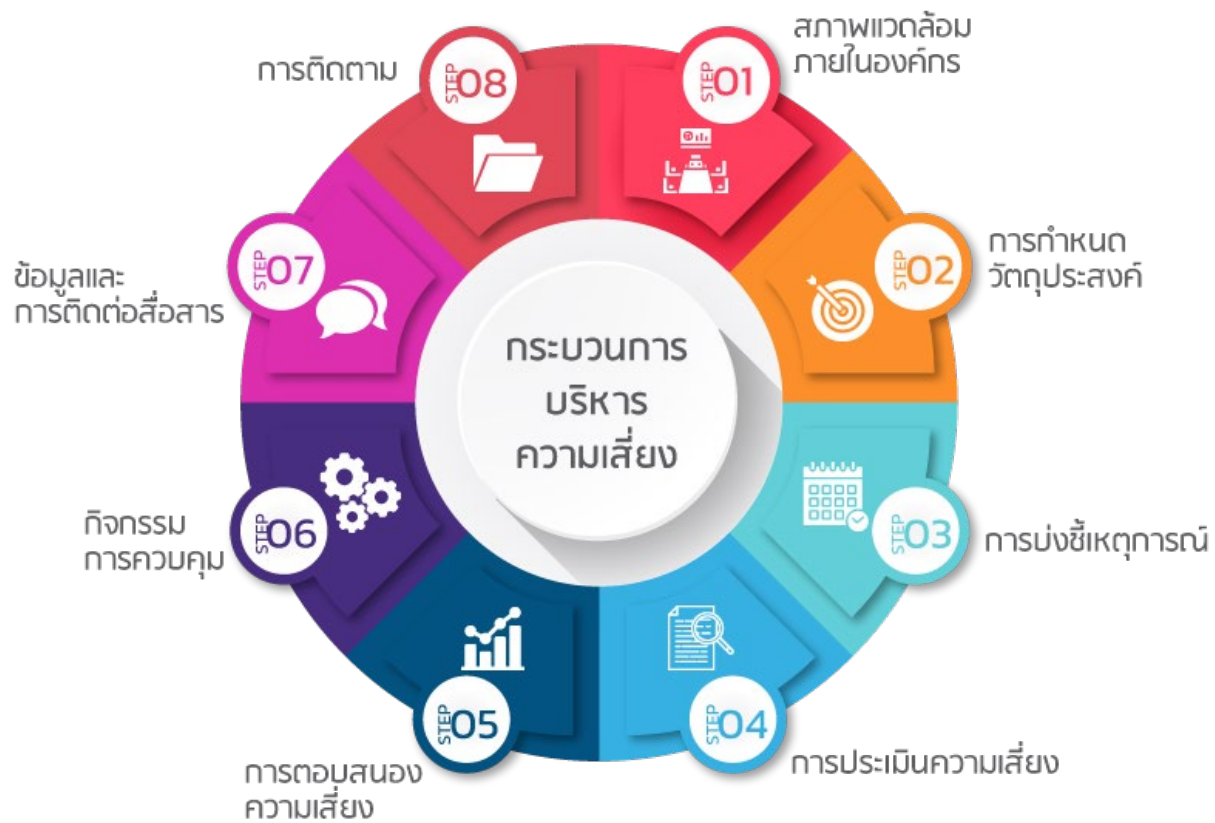 กระบวนการ
บริหาร
ความเสี่ยง
STEP 01
สภาพแวดล้อม
ภายในองค์กร
STEP 02
การกำหนด
วัตถุประสงค์
STEP 03
การบ่งชี้เหตุการณ์
STEP 04
การประเมินความเสี่ยง
STEP 05
การตอบสนอง
ความเสี่ยง
STEP 06
กิจกรรม
การควบคุม
STEP 07
ข้อมูลและ
การติดต่อสื่อสาร
STEP 08
การติดตาม